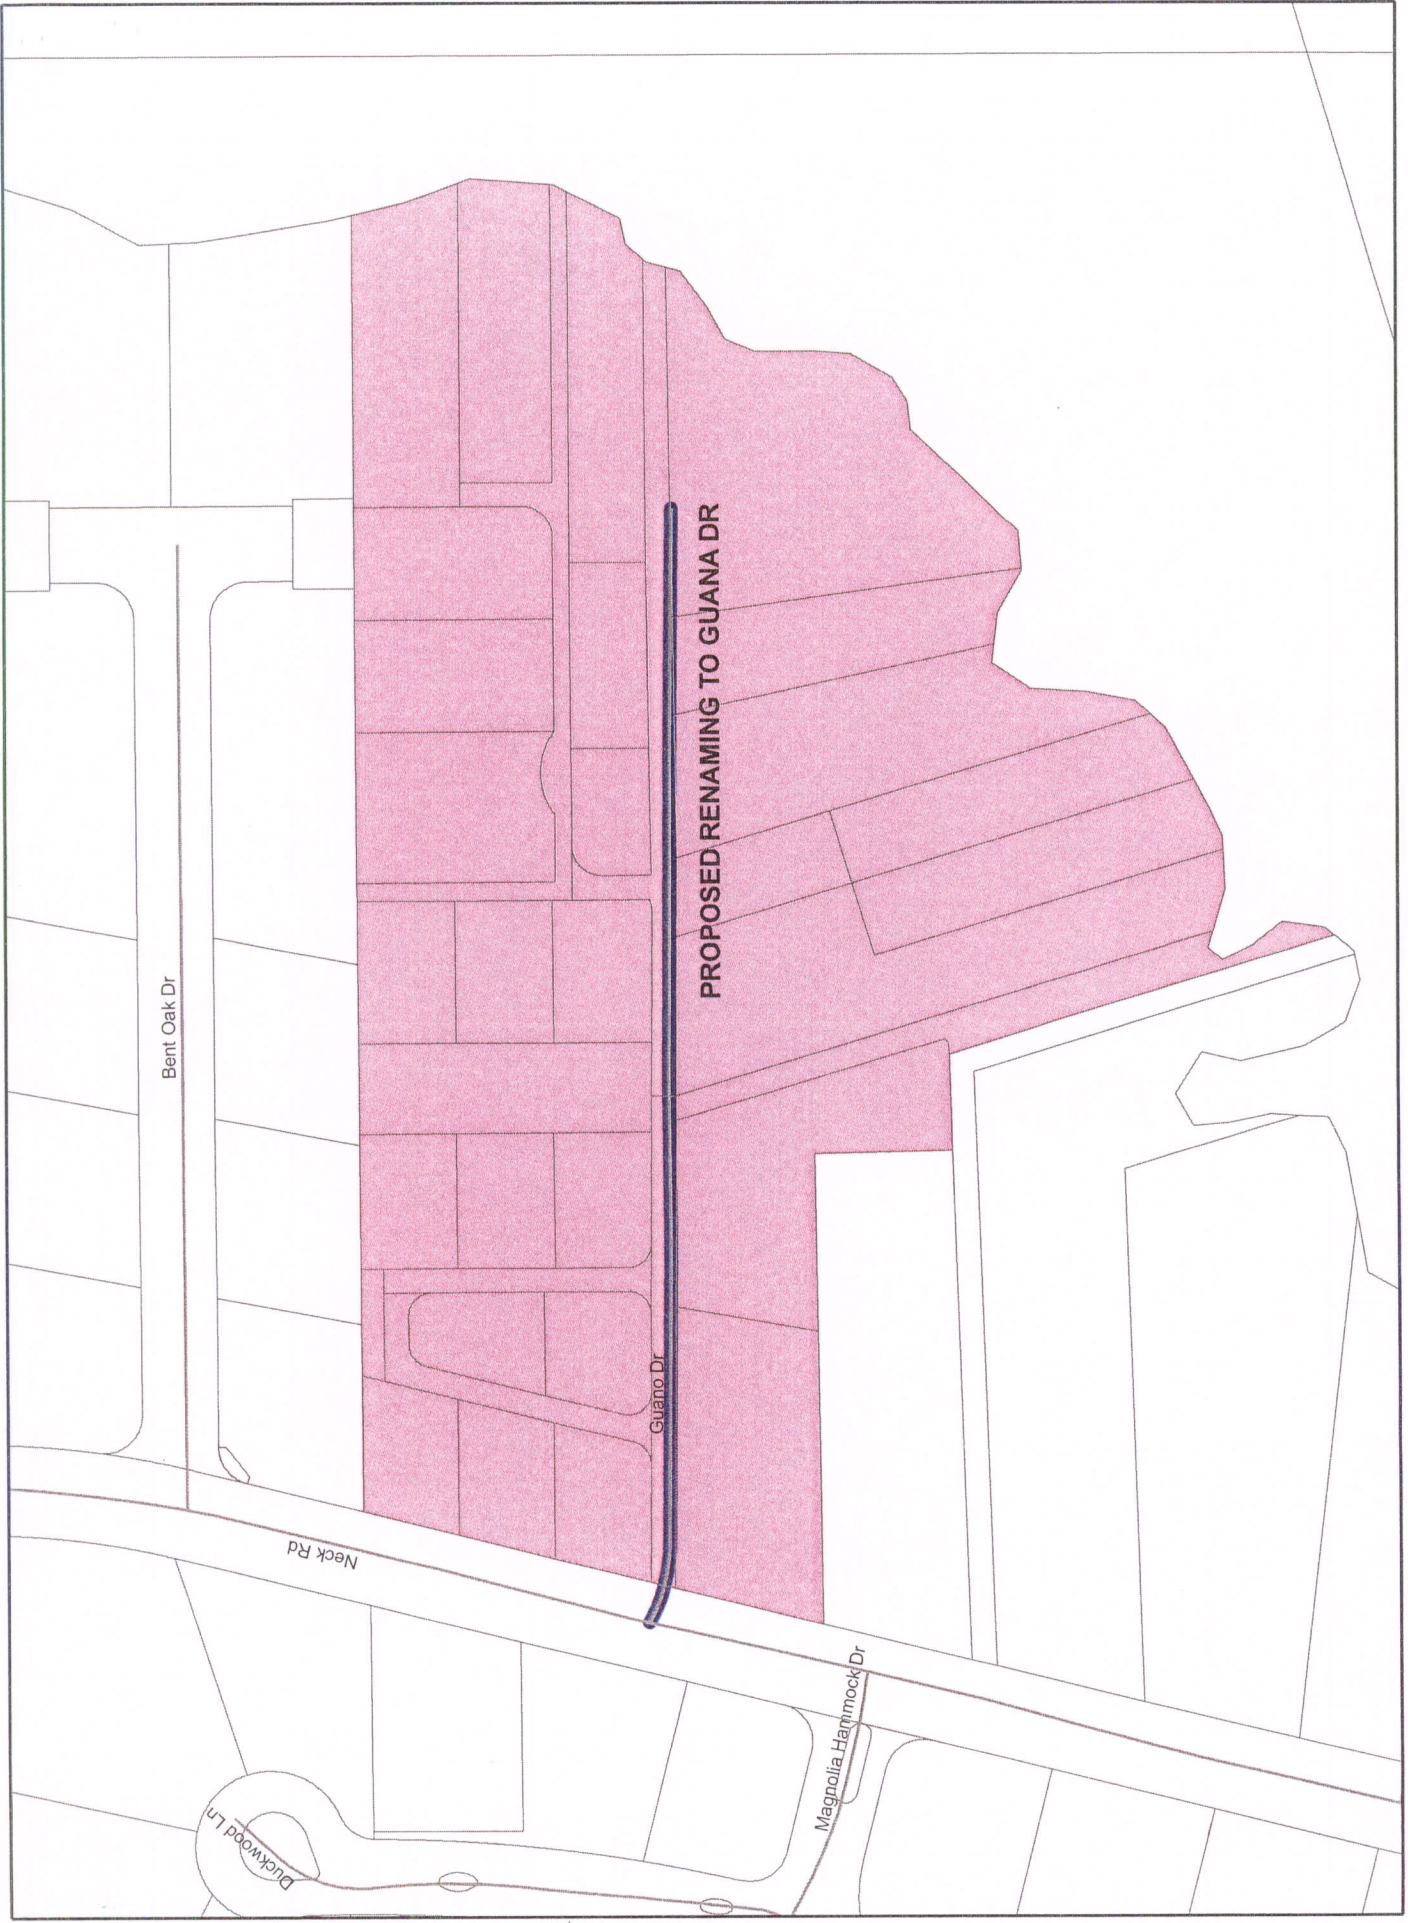 Bent Oak Dr
PROPOSED RENAMING TO GUANA DR
Guano Dr
Neck Rd
Magnolia Hammock Dr
Duckwood Ln